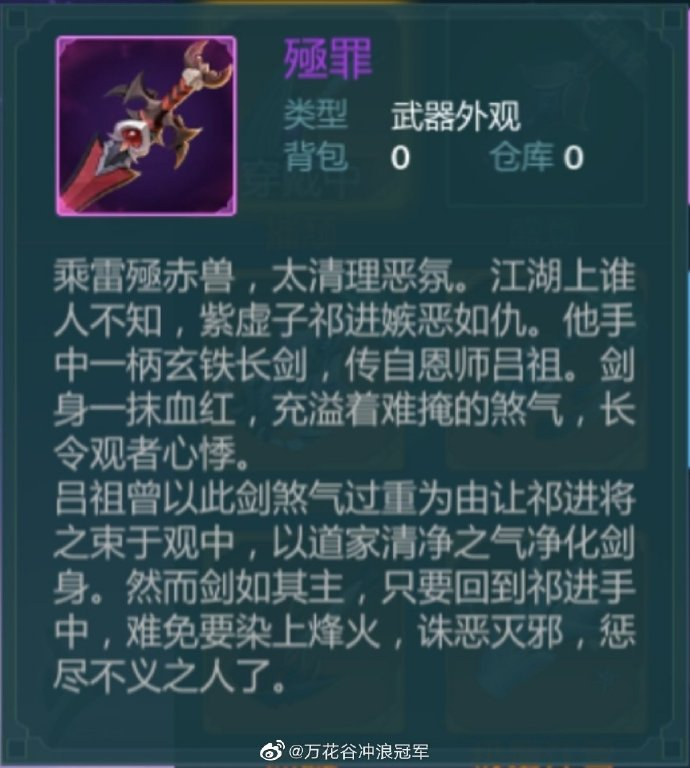 殛罪
类型 武器外观
背包 0 仓库 0
乘雷殛赤兽，太清理恶氛。江湖上谁
人不知，紫虚子祁进嫉恶如仇。他手
中一柄玄铁长剑，传自恩师吕祖。剑
身一抹血红，充溢着难掩的煞气，长
令观者心悸。
吕祖曾以此剑煞气过重为由让祁进将
之束于观中，以道家清净之气净化剑
身。然而剑如其主，只要回到祁进手
中，难免要染上烽火，诛恶灭邪，惩
尽不义之人了。
@万花谷冲浪冠军